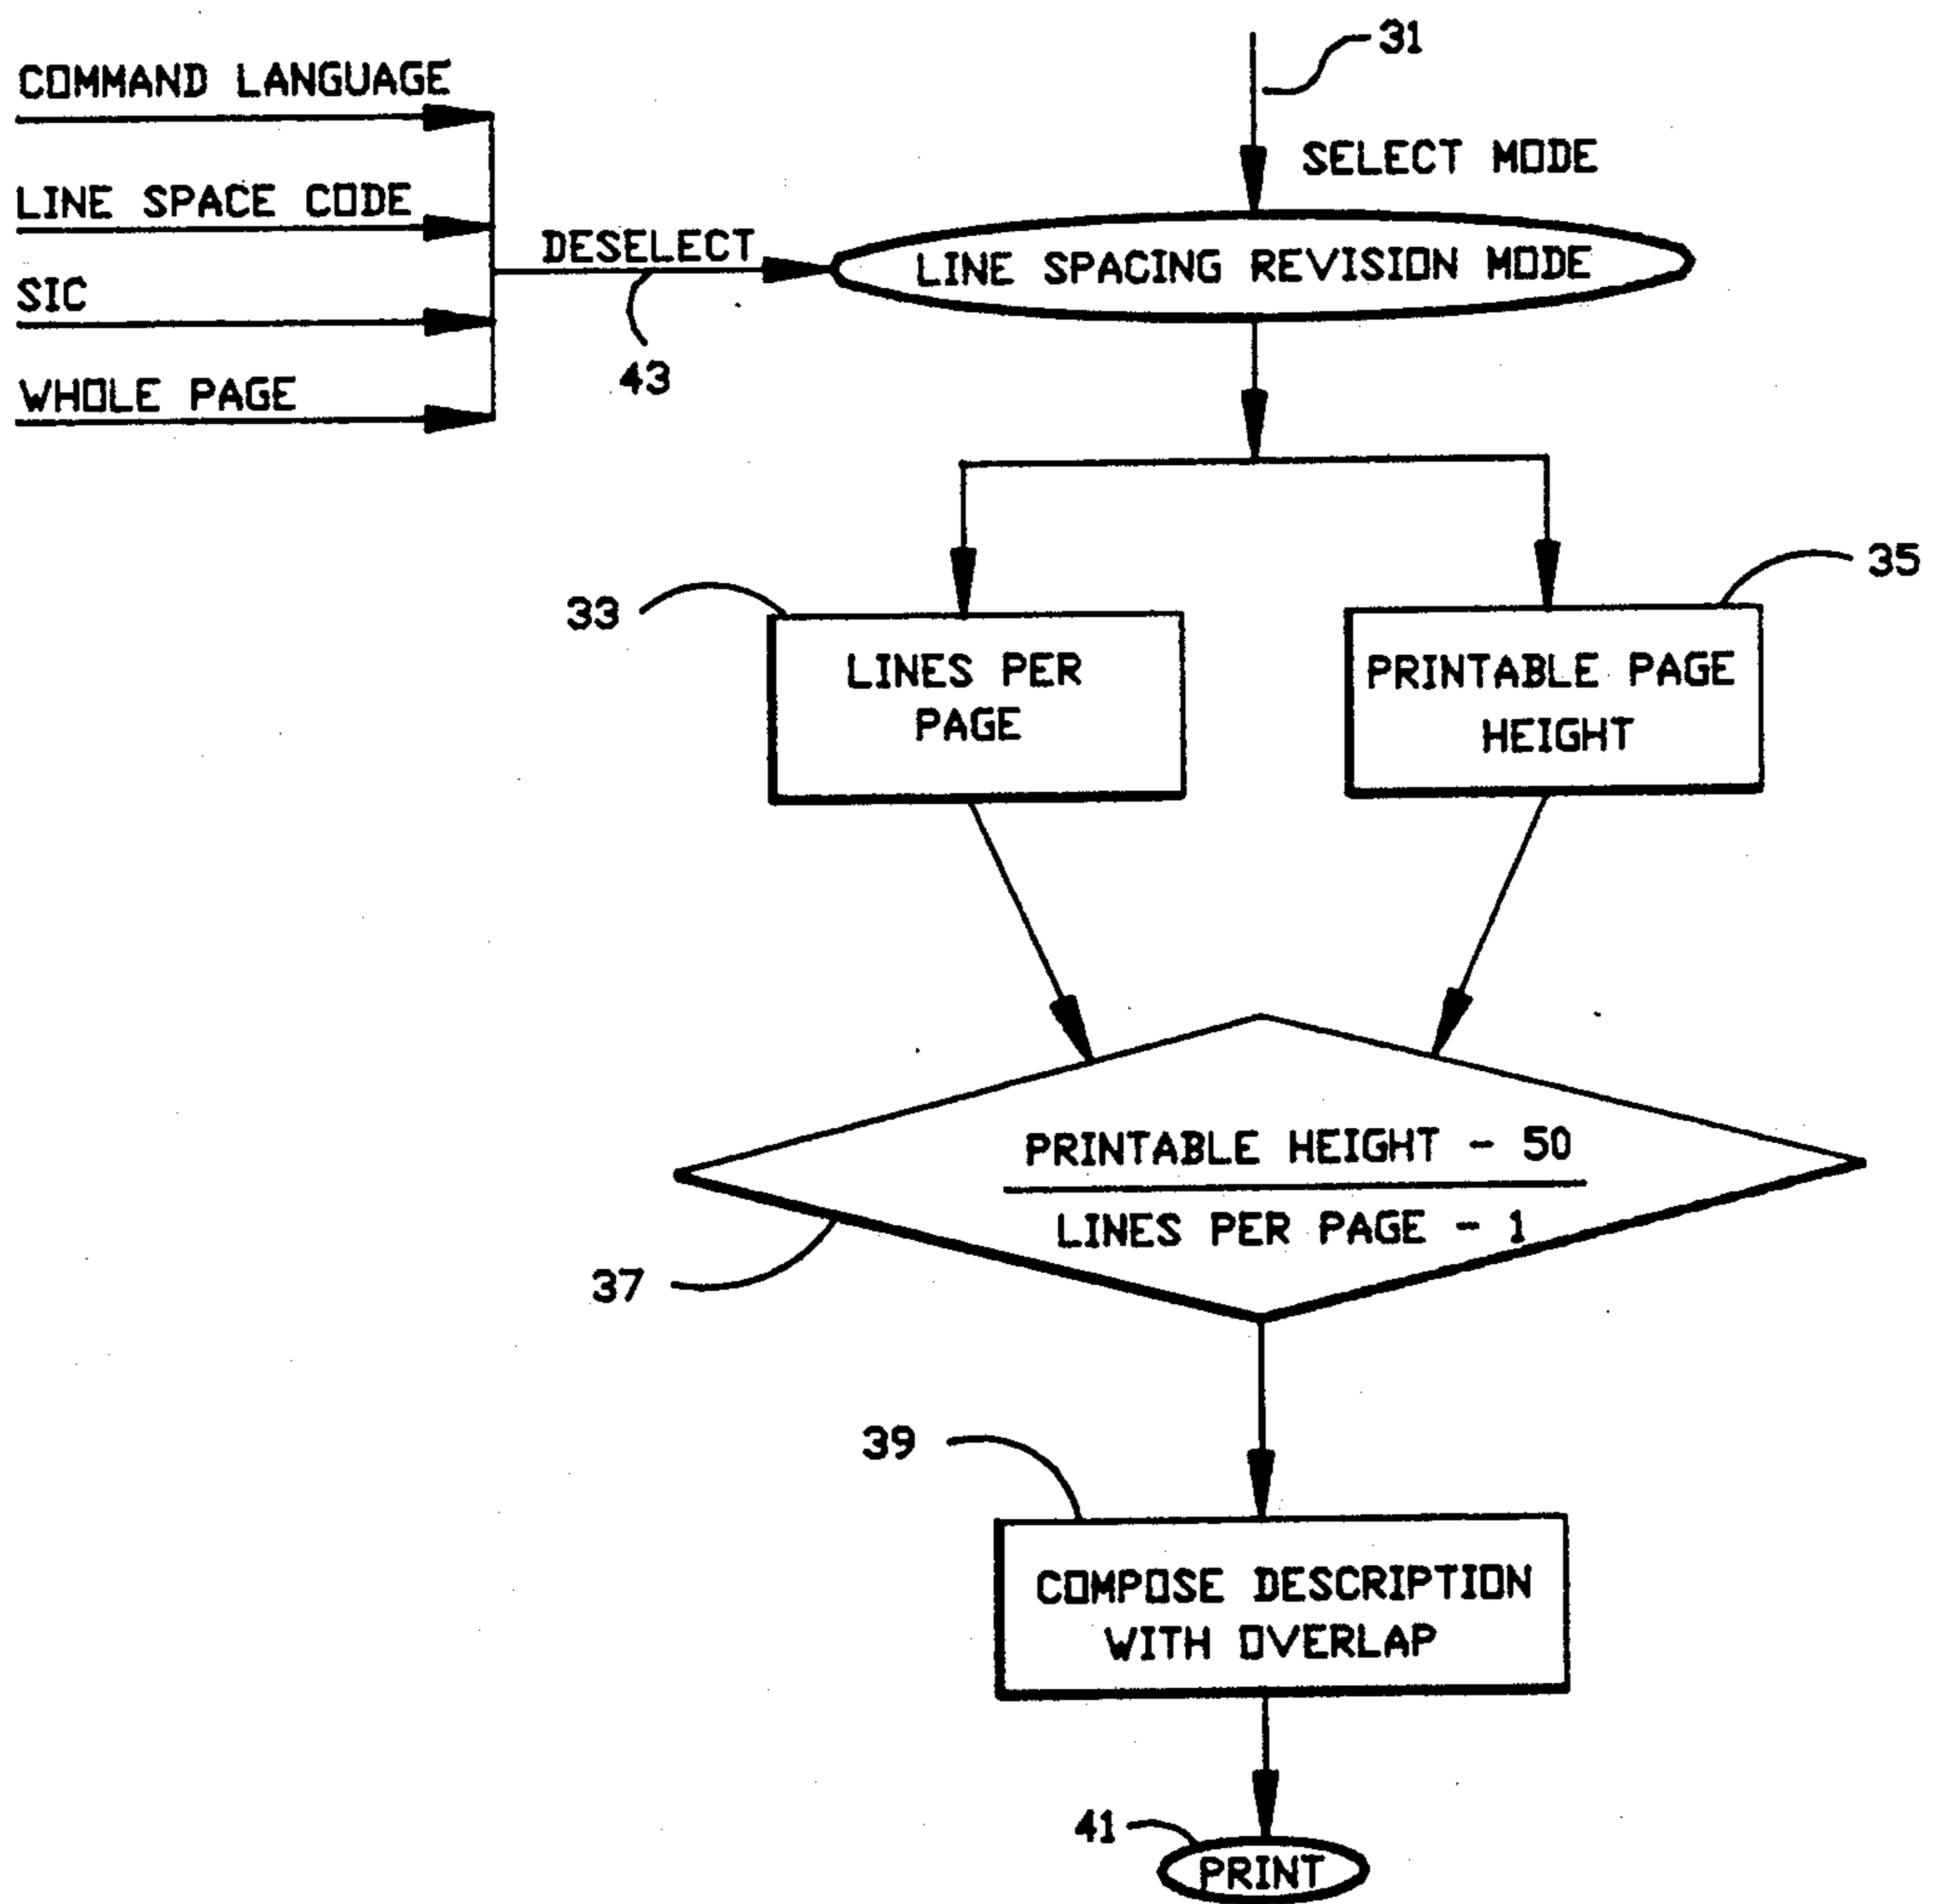 31
COMMAND LANGUAGE
SELECT MODE
LINE SPACE CODE
DESELECT
LINE SPACING REVISION MODE
SIC
43
WHOLE PAGE
33
35
LINES PER
PAGE
PRINTABLE PAGE
HEIGHT
PRINTABLE HEIGHT - 50
LINES PER PAGE - 1
37
39
COMPOSE DESCRIPTION
WITH OVERLAP
41
PRINT